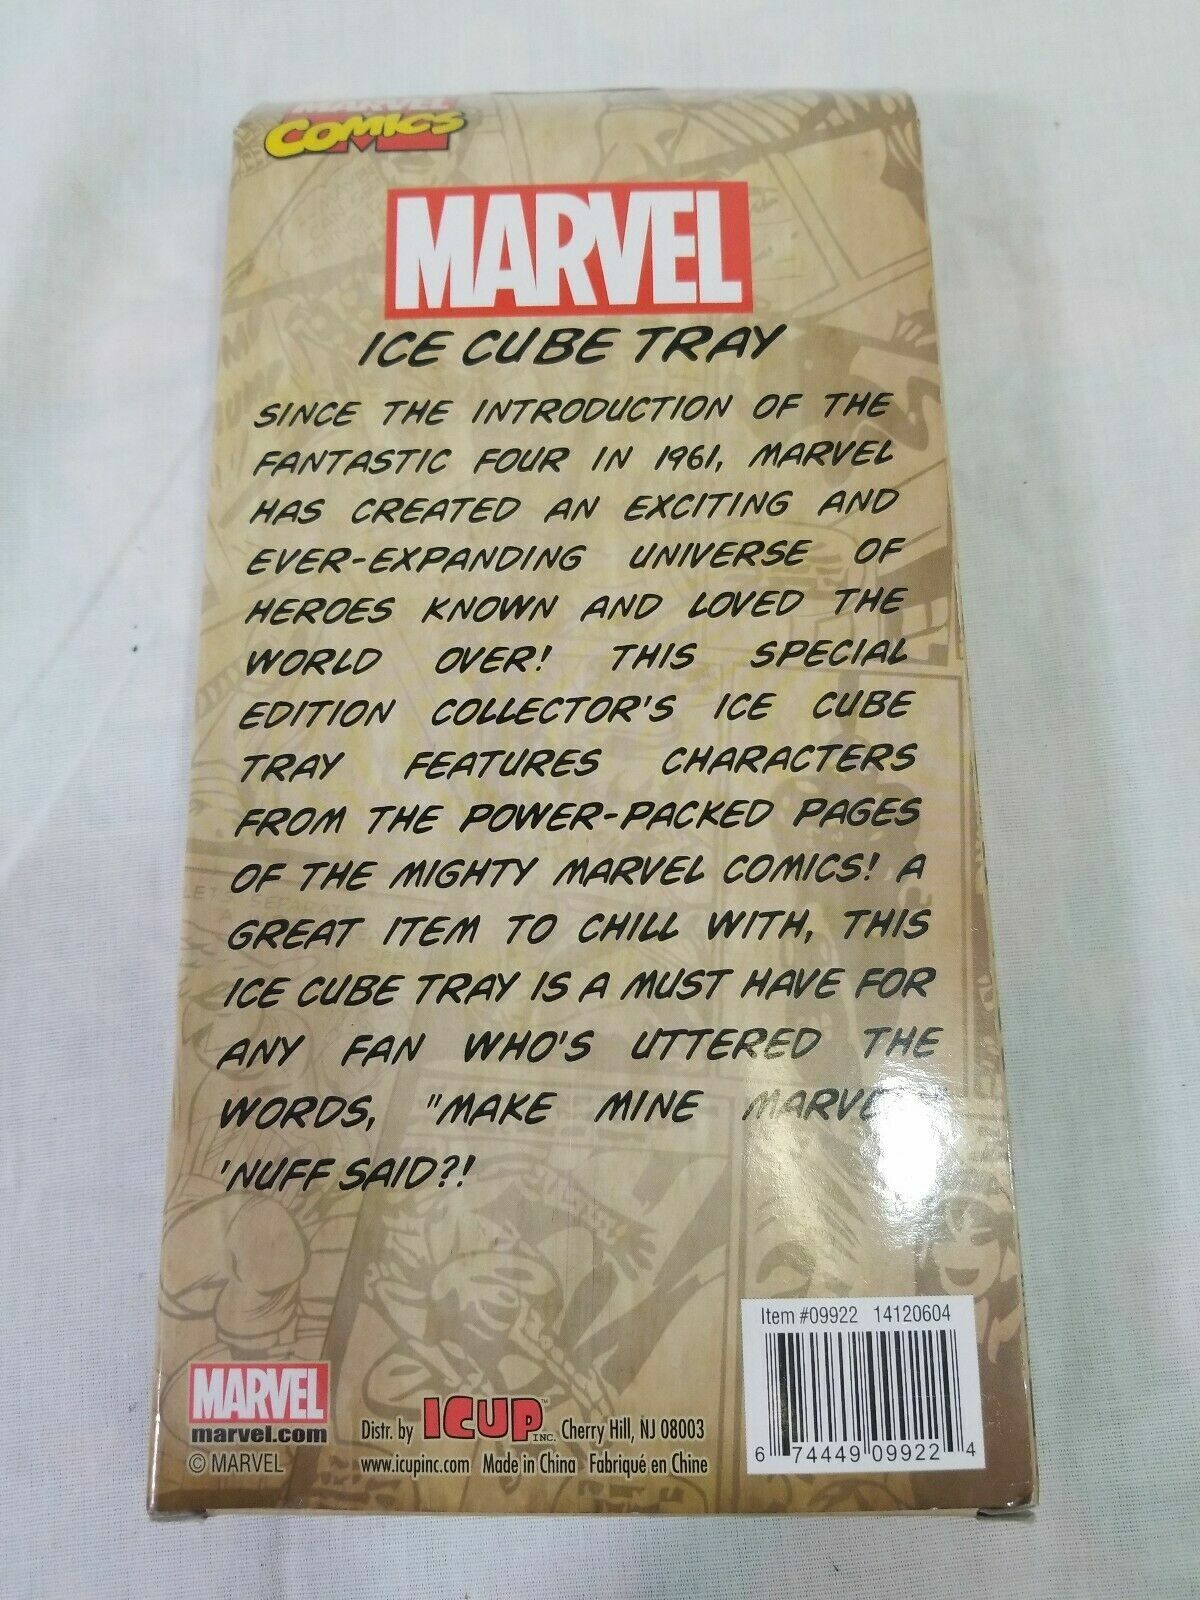 MARVEL
COMICS
MARVEL
ICE CUBE TRAY
SINCE THE INTRODUCTION OF THE
FANTASTIC FOUR IN 1961, MARVEL
HAS CREATED AN EXCITING AND
EVER-EXPANDING UNIVERSE OF
HEROES KNOWN AND LOVED THE
WORLD OVER! THIS SPECIAL
EDITION COLLECTOR'S ICE CUBE
TRAY FEATURES CHARACTERS
FROM THE POWER-PACKED PAGES
OF THE MIGHTY MARVEL COMICS! A
GREAT ITEM TO CHILL WITH, THIS
ICE CUBE TRAY IS A MUST HAVE FOR
ANY FAN WHO'S UTTERED THE
WORDS, "MAKE MINE MARVEL"
'NUFF SAID?!
Item #09922 14120604
6 74449 09922 4
MARVEL
marvel.com
© MARVEL
Distr. by ICUP™ INC. Cherry Hill, NJ 08003
www.icupinc.com Made in China Fabriqué en Chine